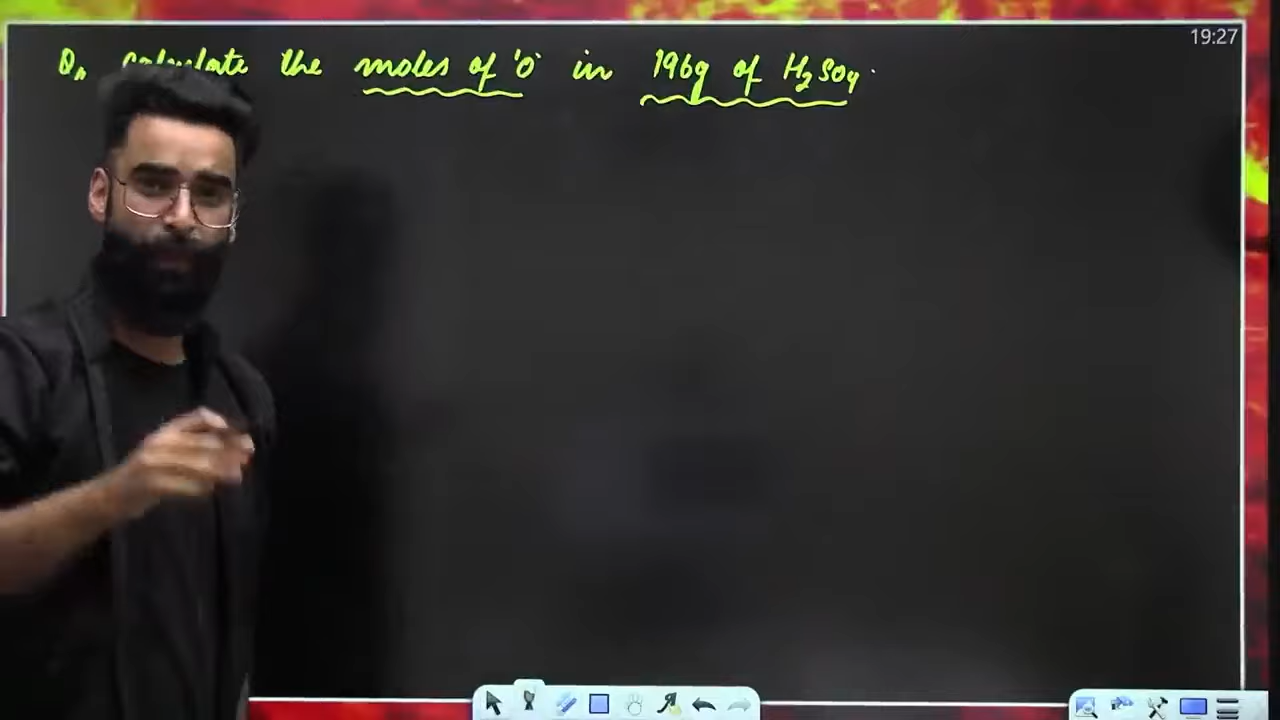 19:27
Q. calculate the moles of 'O' in 196g of H₂SO₄.